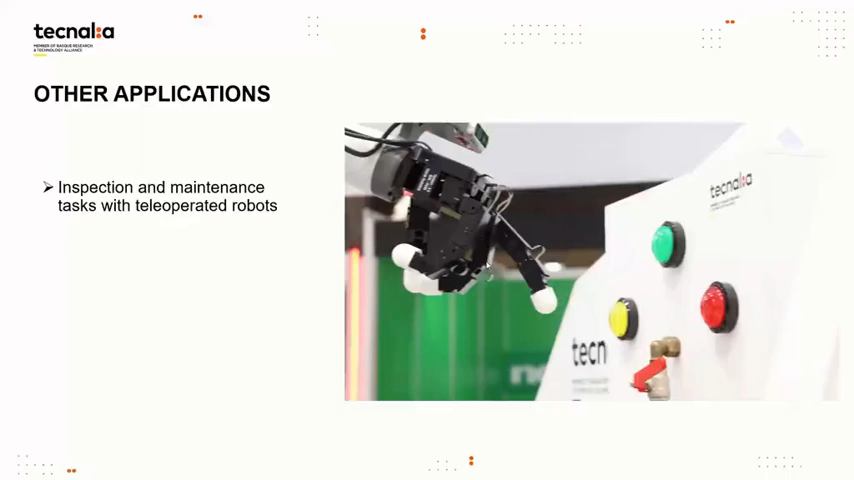 tecnalia
MEMBER OF BASQUE RESEARCH
& TECHNOLOGY ALLIANCE
OTHER APPLICATIONS
➢ Inspection and maintenance
tasks with teleoperated robots
tecnalia
tecn